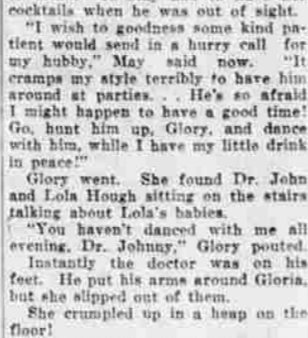 cocktails when he was out of sight.
"I wish to goodness some kind pa-
tient would send in a hurry call for
my hubby," May said now. "It
cramps my style terribly to have him
around at parties. . . He's so afraid
I might happen to have a good time!
Go, hunt him up, Glory, and dance
with him, while I have my little drink
in peace!"
Glory went. She found Dr. John
and Lola Hough sitting on the stairs
talking about Lola's babies.
"You haven't danced with me all
evening, Dr. Johnny," Glory pouted.
Instantly the doctor was on his
feet. He put his arms around Gloria,
but she slipped out of them.
She crumpled up in a heap on the
floor!